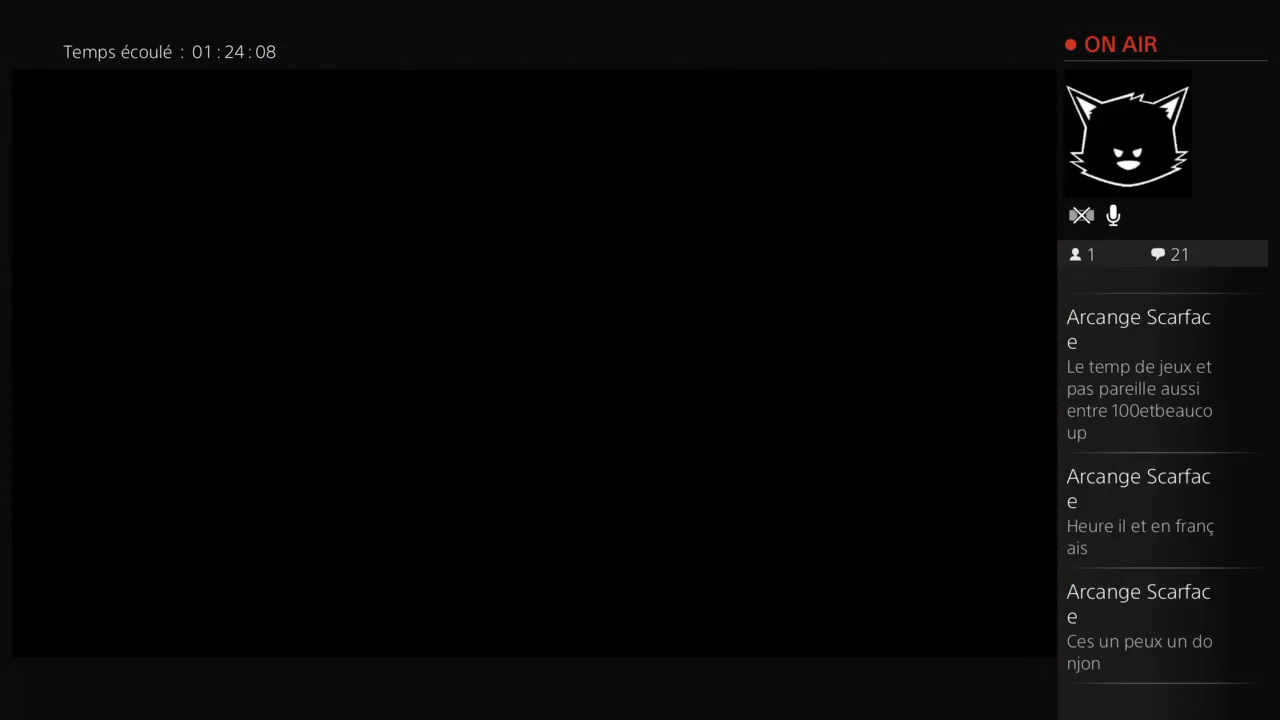 Temps écoulé : 01:24:08
ON AIR
1 21
Arcange Scarfac
e
Le temp de jeux et
pas pareille aussi
entre 100etbeauco
up
Arcange Scarfac
e
Heure il et en franç
ais
Arcange Scarfac
e
Ces un peux un do
njon